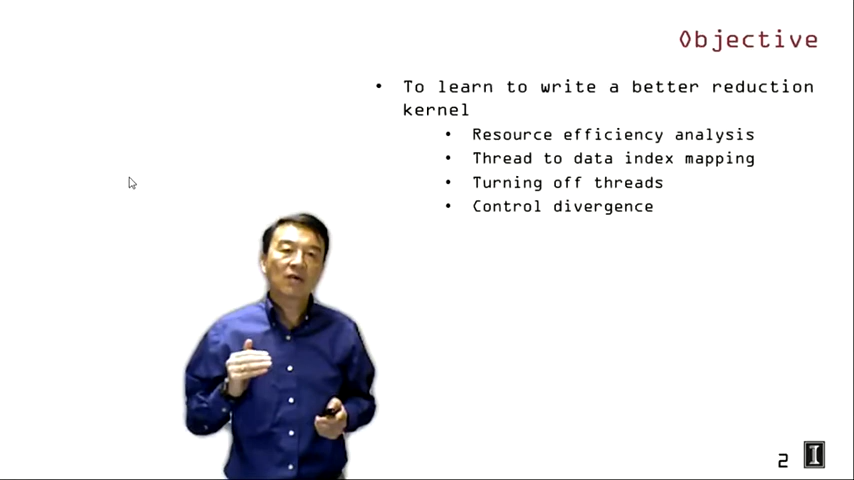 Objective
• To learn to write a better reduction
kernel
• Resource efficiency analysis
• Thread to data index mapping
• Turning off threads
• Control divergence
2 I